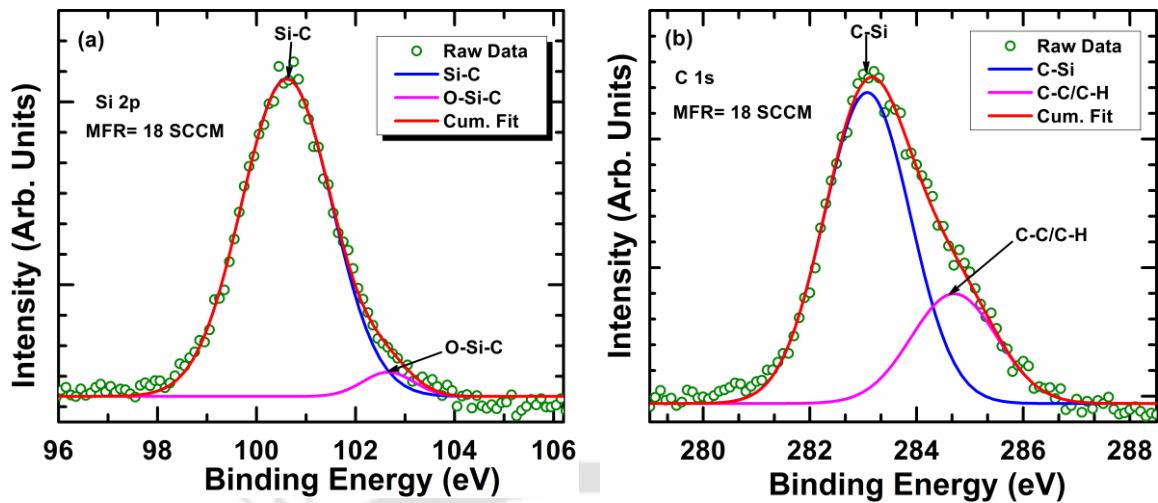 (a)
Si-C
Raw Data
Si-C
O-Si-C
Cum. Fit
Si 2p
MFR= 18 SCCM
O-Si-C
Intensity (Arb. Units)
96 98 100 102 104 106
Binding Energy (eV)
(b)
C-Si
Raw Data
C-Si
C-C/C-H
Cum. Fit
C 1s
MFR= 18 SCCM
C-C/C-H
Intensity (Arb. Units)
280 282 284 286 288
Binding Energy (eV)